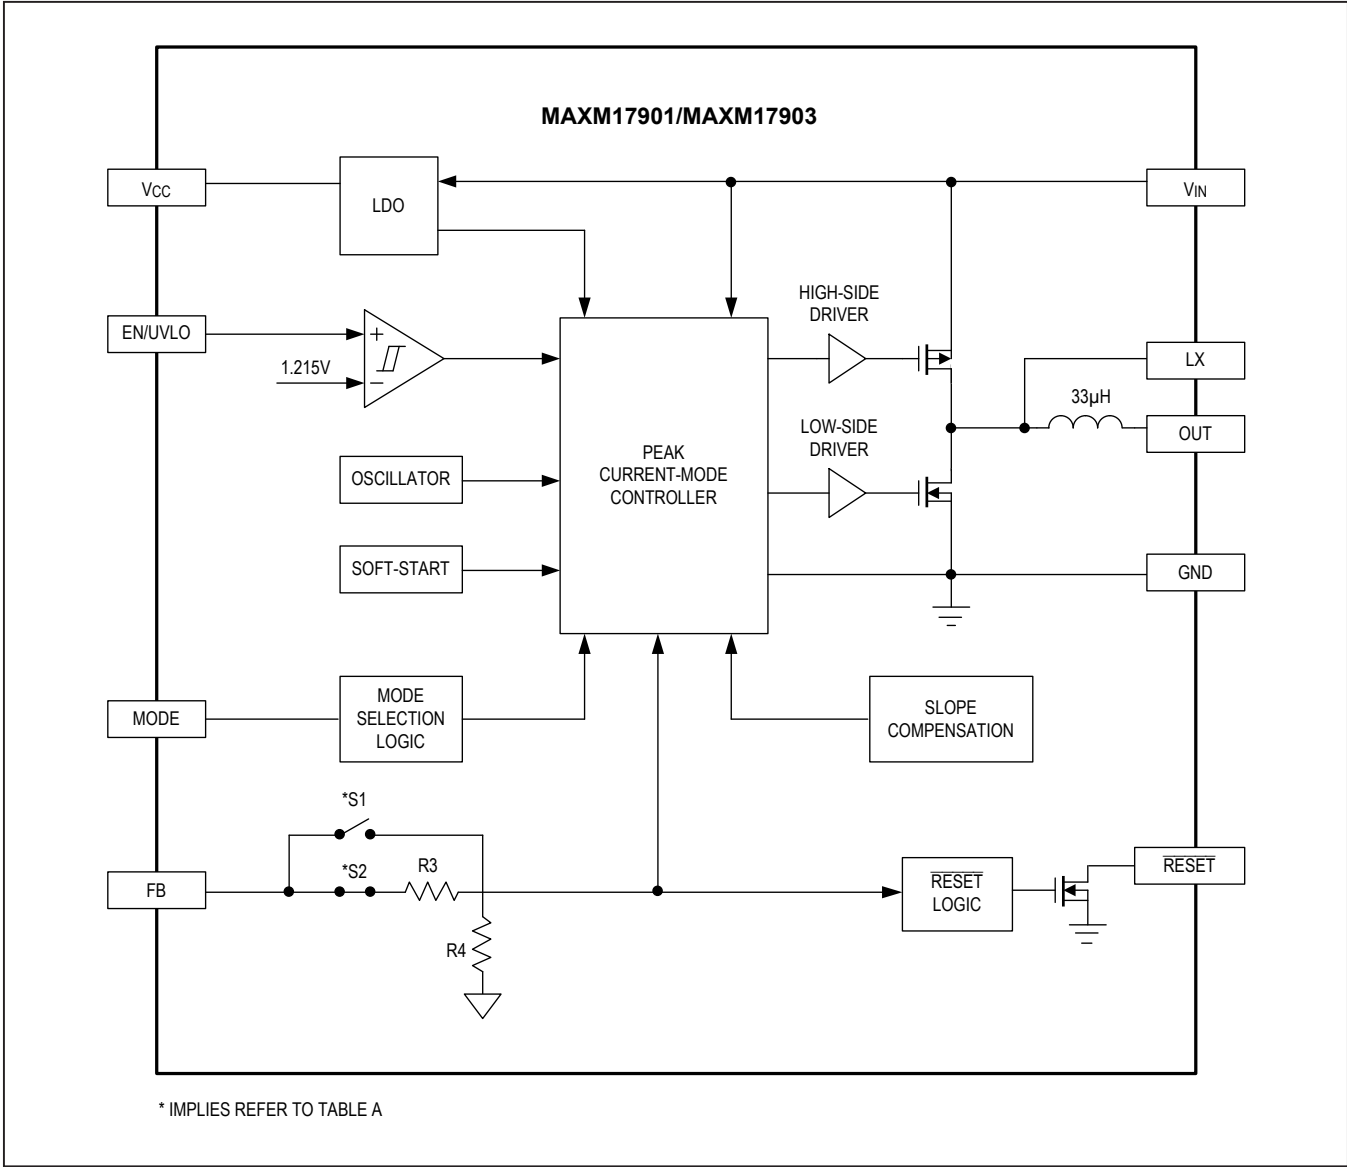 MAXM17901/MAXM17903
VCC
LDO
VIN
HIGH-SIDE
DRIVER
EN/UVLO
+
1.215V
−
LX
33µH
OUT
LOW-SIDE
DRIVER
PEAK
CURRENT-MODE
CONTROLLER
OSCILLATOR
SOFT-START
GND
MODE
MODE
SELECTION
LOGIC
SLOPE
COMPENSATION
*S1
*S2
R3
FB
RESET
LOGIC
RESET
R4
* IMPLIES REFER TO TABLE A